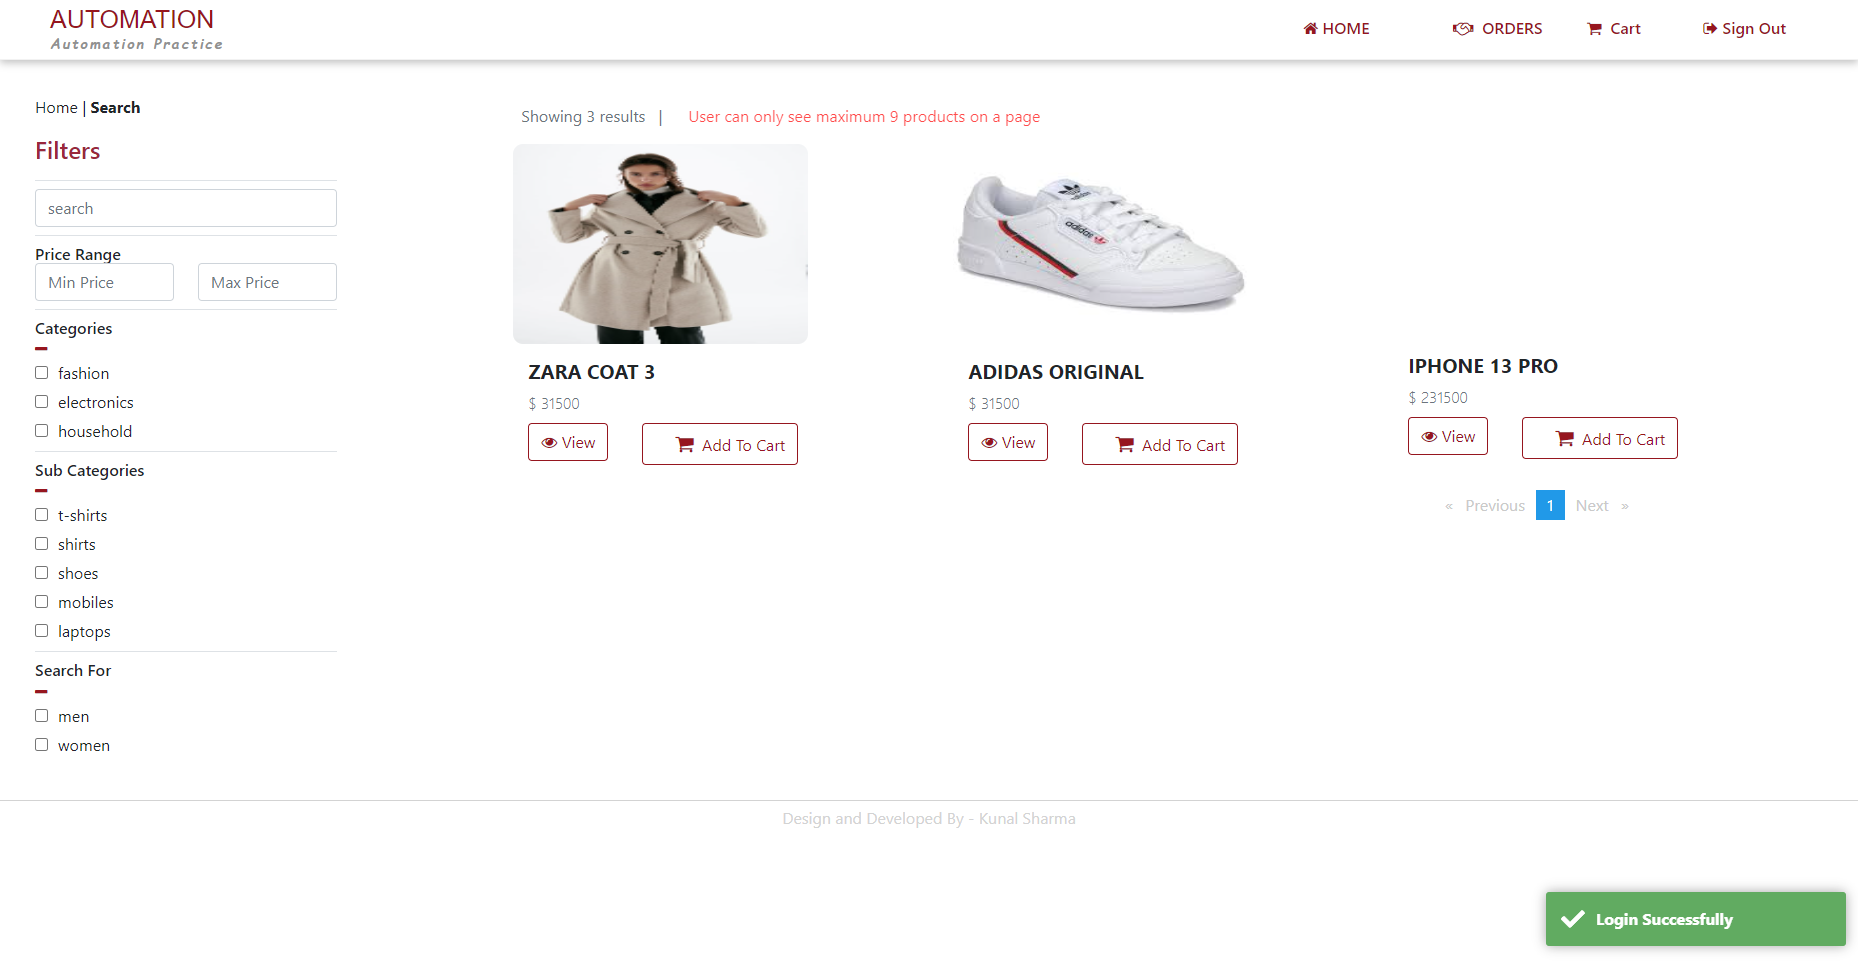 AUTOMATION
Automation Practice
HOME
ORDERS
Cart
Sign Out
Home | Search
Filters
search
Price Range
Min Price
Max Price
Categories
fashion
electronics
household
Sub Categories
t-shirts
shirts
shoes
mobiles
laptops
Search For
men
women
Showing 3 results |
User can only see maximum 9 products on a page
adidas
adidas
ZARA COAT 3
$ 31500
View
Add To Cart
ADIDAS ORIGINAL
$ 31500
View
Add To Cart
IPHONE 13 PRO
$ 231500
View
Add To Cart
« Previous 1 Next »
Design and Developed By - Kunal Sharma
Login Successfully